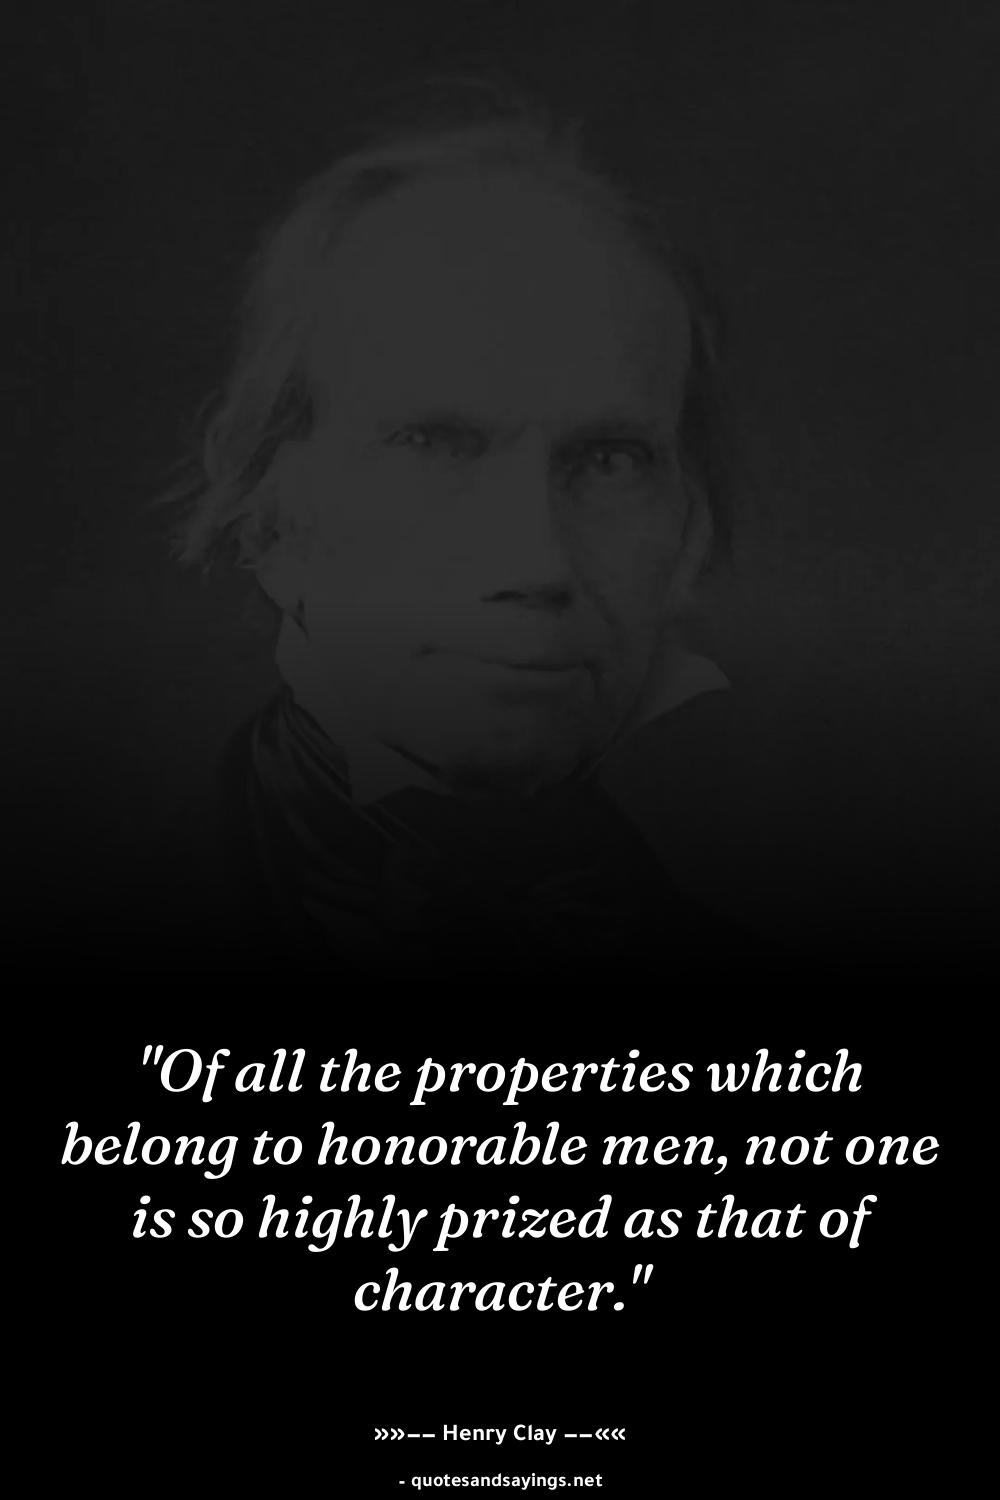 "Of all the properties which
belong to honorable men, not one
is so highly prized as that of
character."
»»–– Henry Clay ––««
- quotesandsayings.net